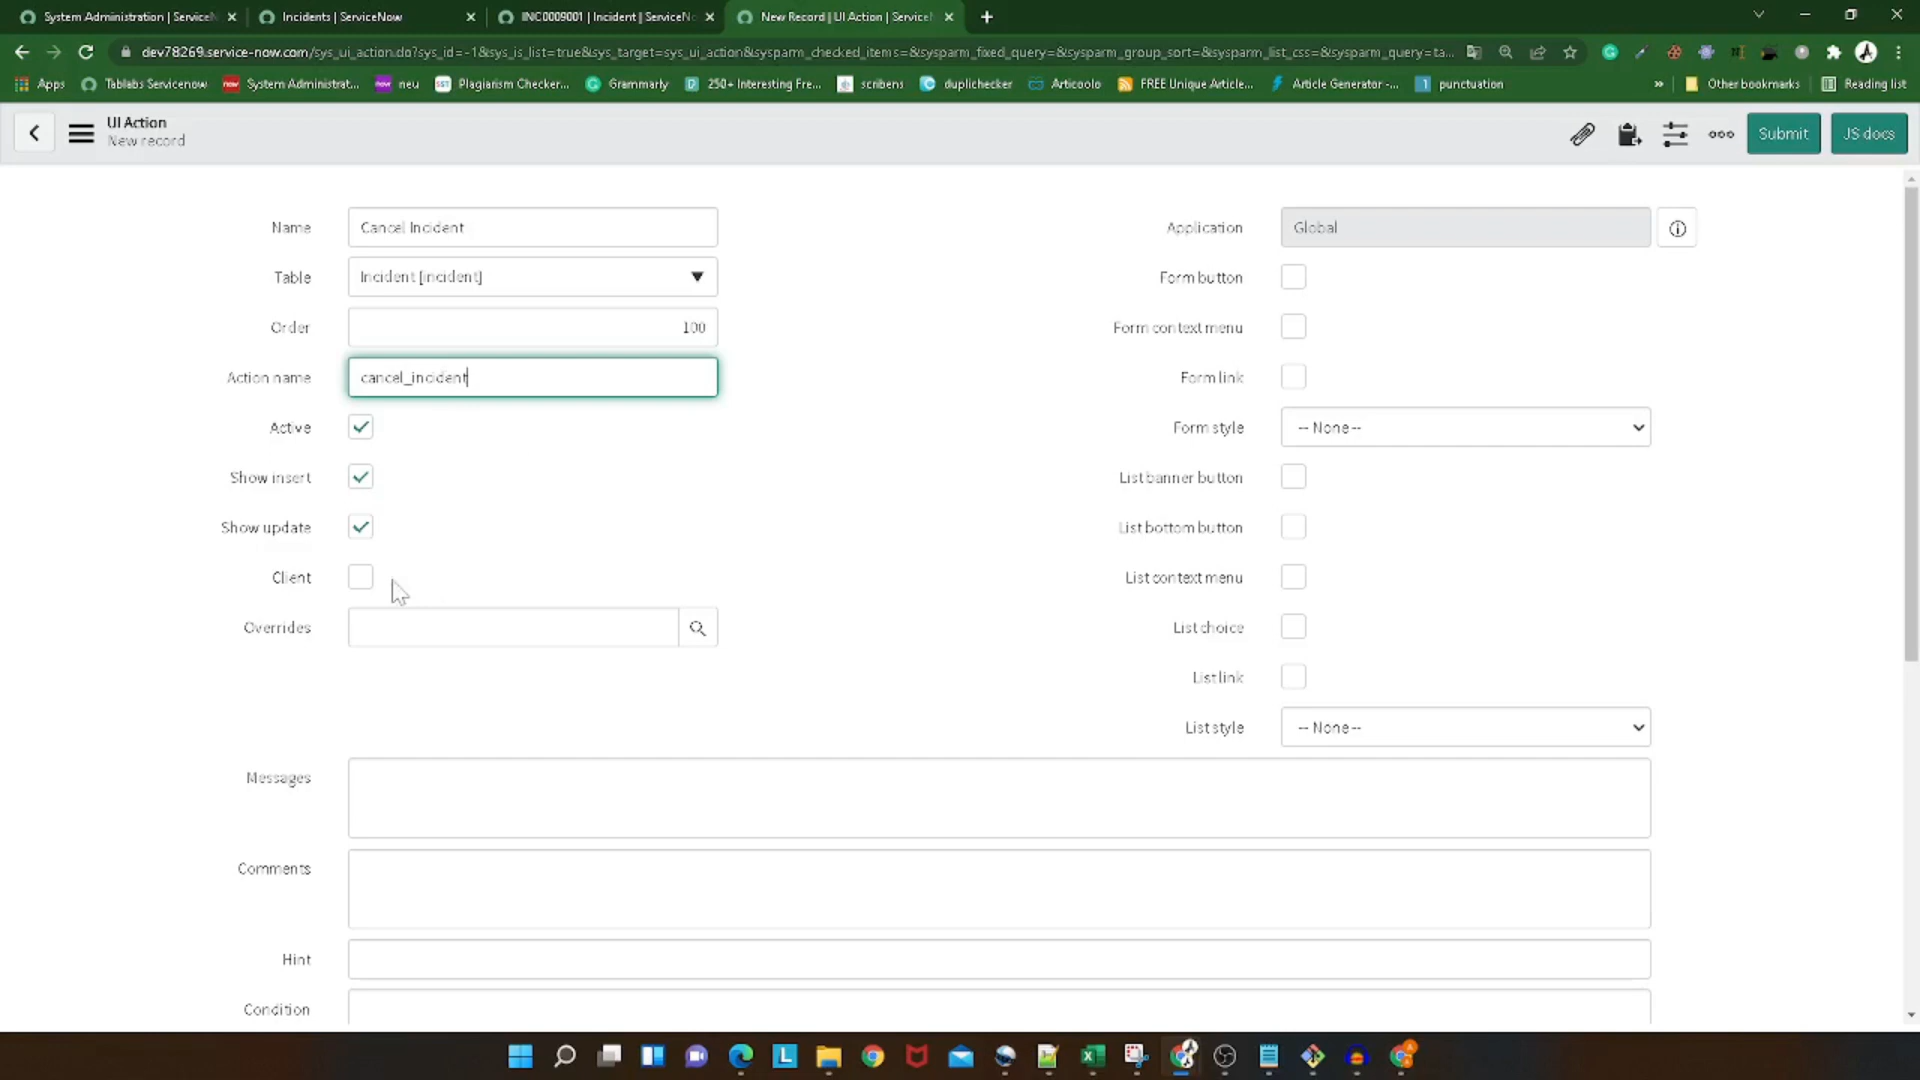 System Administration | ServiceN
Incidents | ServiceNow
INC0009001 | Incident | ServiceNo
New Record | UI Action | ServiceN
dev78269.service-now.com/sys_ui_action.do?sys_id=-1&sys_is_list=true&sys_target=sys_ui_action&sysparm_checked_items=&sysparm_fixed_query=&sysparm_group_sort=&sysparm_list_css=&sysparm_query=ta...
Apps
Tablabs Servicenow
now
System Administrat...
now
neu
SST
Plagiarism Checker...
Grammarly
250+ Interesting Fre...
scribens
duplichecker
Articoolo
FREE Unique Article...
Article Generator -...
punctuation
»
Other bookmarks
Reading list
UI Action
New record
Submit
JS docs
Name
Cancel Incident
Application
Global
Table
Incident [incident]
Form button
Order
100
Form context menu
Action name
cancel_incident
Form link
Active
Form style
-- None --
Show insert
List banner button
Show update
List bottom button
Client
List context menu
Overrides
List choice
List link
List style
-- None --
Messages
Comments
Hint
Condition